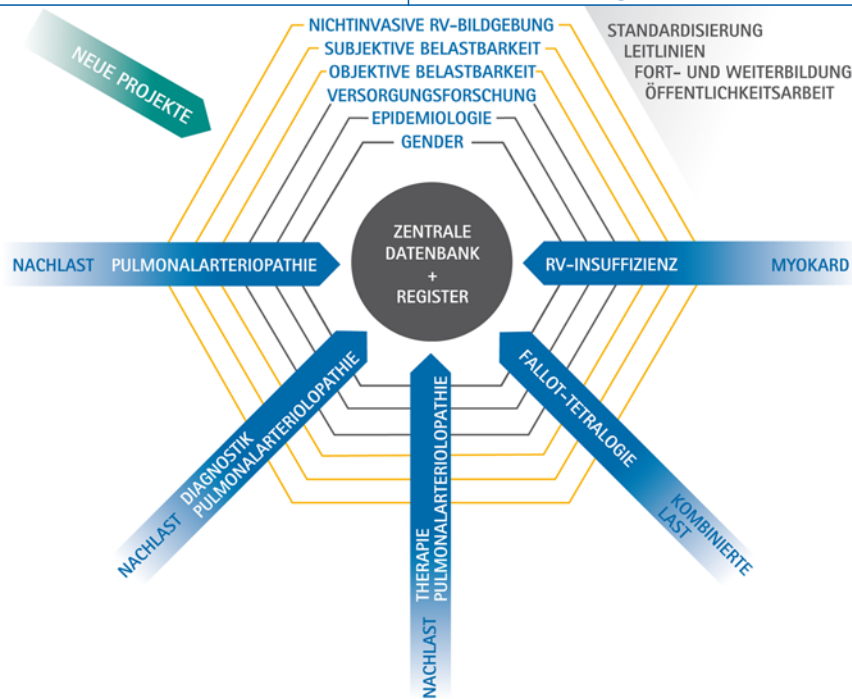 NICHTINVASIVE RV-BILDGEBUNG
SUBJEKTIVE BELASTBARKEIT
OBJEKTIVE BELASTBARKEIT
VERSORGUNGSFORSCHUNG
EPIDEMIOLOGIE
GENDER
STANDARDISIERUNG
LEITLINIEN
FORT- UND WEITERBILDUNG
ÖFFENTLICHKEITSARBEIT
NEUE PROJEKTE
ZENTRALE
DATENBANK
+
REGISTER
NACHLAST PULMONALARTERIOPATHIE
RV-INSUFFIZIENZ MYOKARD
NACHLAST
DIAGNOSTIK
PULMONALARTERIOLOPATHIE
NACHLAST
THERAPIE
PULMONALARTERIOLOPATHIE
FALLOT-TETRALOGIE
KOMBINIERTE
LAST